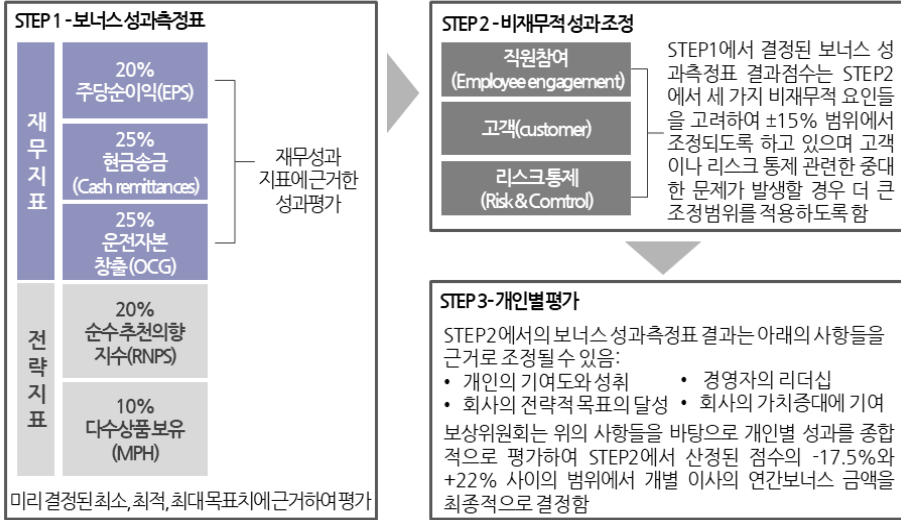 STEP 1 - 보너스 성과측정표
재무지표
20%
주당순이익(EPS)
25%
현금송금
(Cash remittances)
25%
운전자본
창출(OCG)
재무성과
지표에 근거한
성과평가
전략지표
20%
순수추천의향
지수(RNPS)
10%
다수상품 보유
(MPH)
미리 결정된 최소, 최적, 최대 목표치에 근거하여 평가
STEP 2 - 비재무적 성과 조정
직원참여
(Employee engagement)
고객(customer)
리스크 통제
(Risk & Comtrol)
STEP1에서 결정된 보너스 성
과측정표 결과점수는 STEP2
에서 세 가지 비재무적 요인들
을 고려하여 ±15% 범위에서
조정되도록 하고 있으며 고객
이나 리스크 통제 관련한 중대
한 문제가 발생할 경우 더 큰
조정범위를 적용하도록 함
STEP 3- 개인별 평가
STEP2에서의 보너스 성과측정표 결과는 아래의 사항들을
근거로 조정될 수 있음:
• 개인의 기여도와 성취 • 경영자의 리더십
• 회사의 전략적 목표의 달성 • 회사의 가치증대에 기여
보상위원회는 위의 사항들을 바탕으로 개인별 성과를 종합
적으로 평가하여 STEP2에서 산정된 점수의 -17.5%와
+22% 사이의 범위에서 개별 이사의 연간보너스 금액을
최종적으로 결정함